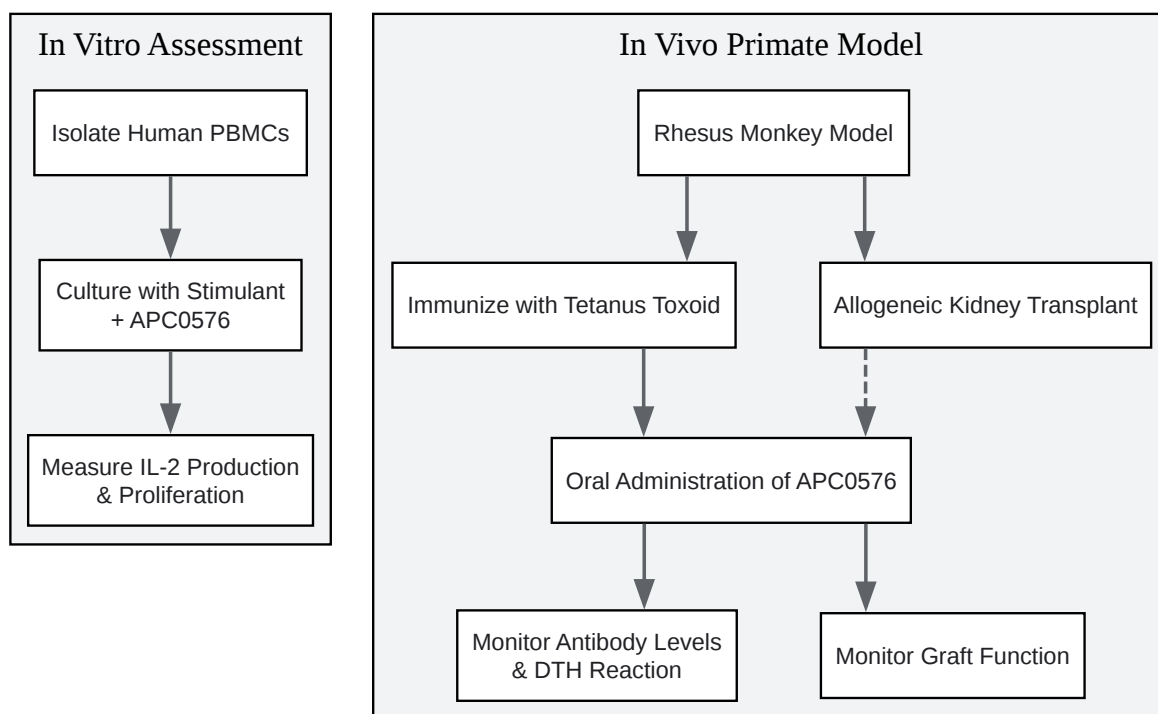 In Vitro Assessment
Isolate Human PBMCs
Culture with Stimulant
+ APC0576
Measure IL-2 Production
& Proliferation
In Vivo Primate Model
Rhesus Monkey Model
Immunize with Tetanus Toxoid
Allogeneic Kidney Transplant
Oral Administration of APC0576
Monitor Antibody Levels
& DTH Reaction
Monitor Graft Function